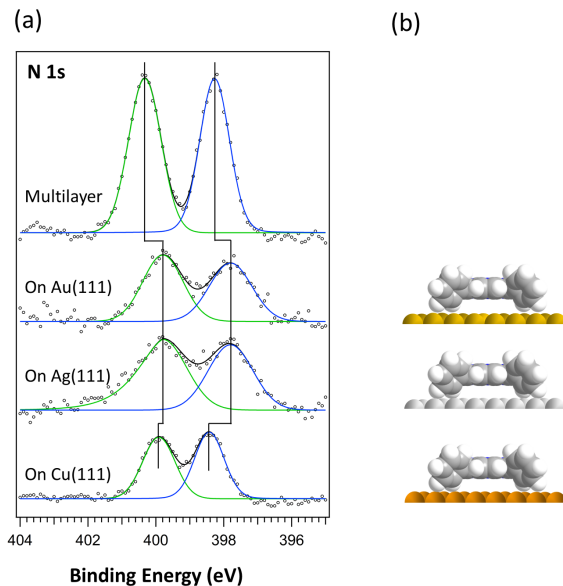 (a)
(b)
N 1s
Multilayer
On Au(111)
On Ag(111)
On Cu(111)
404 402 400 398 396
Binding Energy (eV)